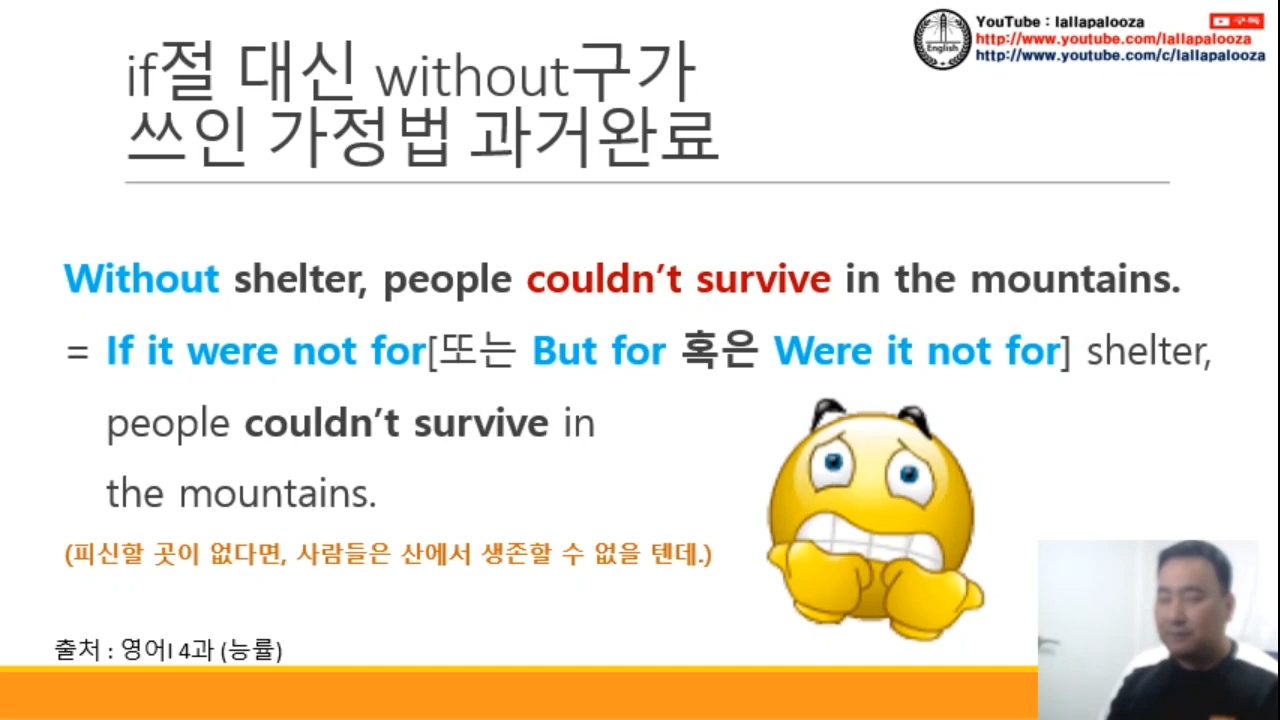 YouTube : lallapalooza
구독
http://www.youtube.com/lallapalooza
http://www.youtube.com/c/lallapalooza
English
if절 대신 without구가
쓰인 가정법 과거완료
Without shelter, people couldn't survive in the mountains.
= If it were not for[또는 But for 혹은 Were it not for] shelter,
people couldn't survive in
the mountains.
(피신할 곳이 없다면, 사람들은 산에서 생존할 수 없을 텐데.)
출처 : 영어I 4과 (능률)